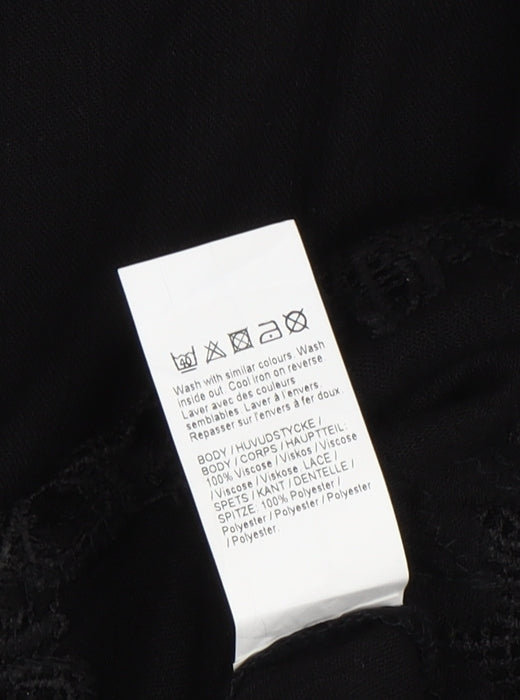 40
Wash with similar colours. Wash
inside out. Cool iron on reverse
Laver avec des couleurs
semblables. Laver à l'envers.
Repasser sur l'envers à fer doux.
BODY / HUVUDSTYCKE /
BODY / CORPS / HAUPTTEIL:
100% Viscose / Viskos / Viscose
/ Viscose / Viskose. LACE /
SPETS / KANT / DENTELLE /
SPITZE: 100% Polyester /
Polyester / Polyester / Polyester
/ Polyester.